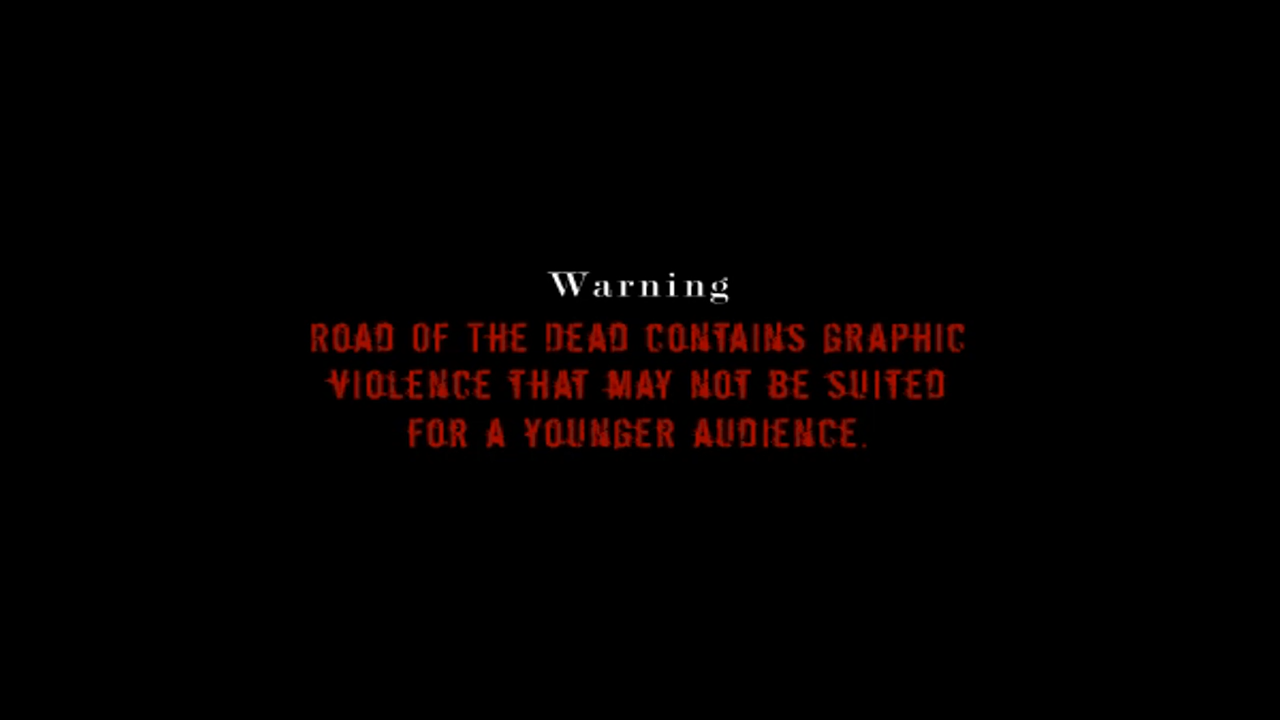 Warning
ROAD OF THE DEAD CONTAINS GRAPHIC
VIOLENCE THAT MAY NOT BE SUITED
FOR A YOUNGER AUDIENCE.